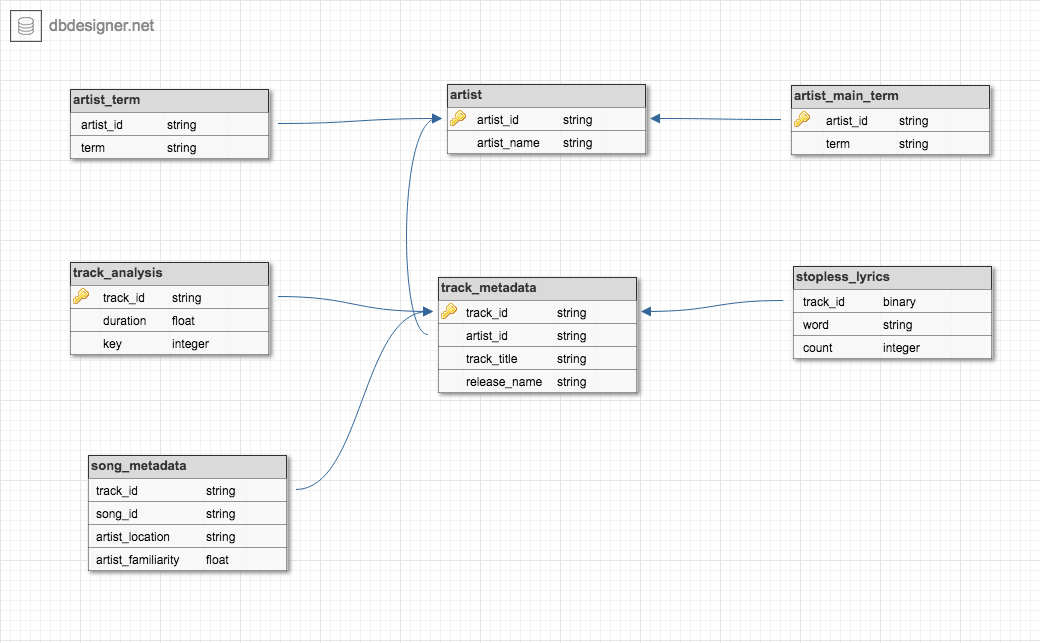 dbdesigner.net
artist_term
artist_id string
term string
artist
artist_id string
artist_name string
artist_main_term
artist_id string
term string
track_analysis
track_id string
duration float
key integer
track_metadata
track_id string
artist_id string
track_title string
release_name string
stopless_lyrics
track_id binary
word string
count integer
song_metadata
track_id string
song_id string
artist_location string
artist_familiarity float